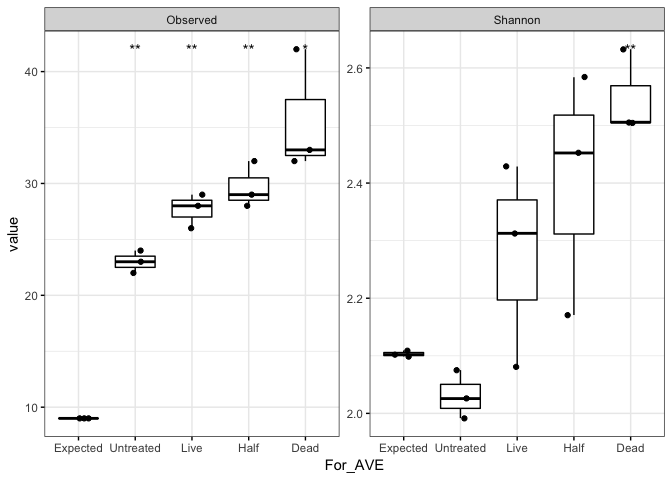 Observed
Shannon
value
40
30
20
10
** ** ** *
2.6
2.4
2.2
2.0
**
Expected Untreated Live Half Dead
Expected Untreated Live Half Dead
For_AVE